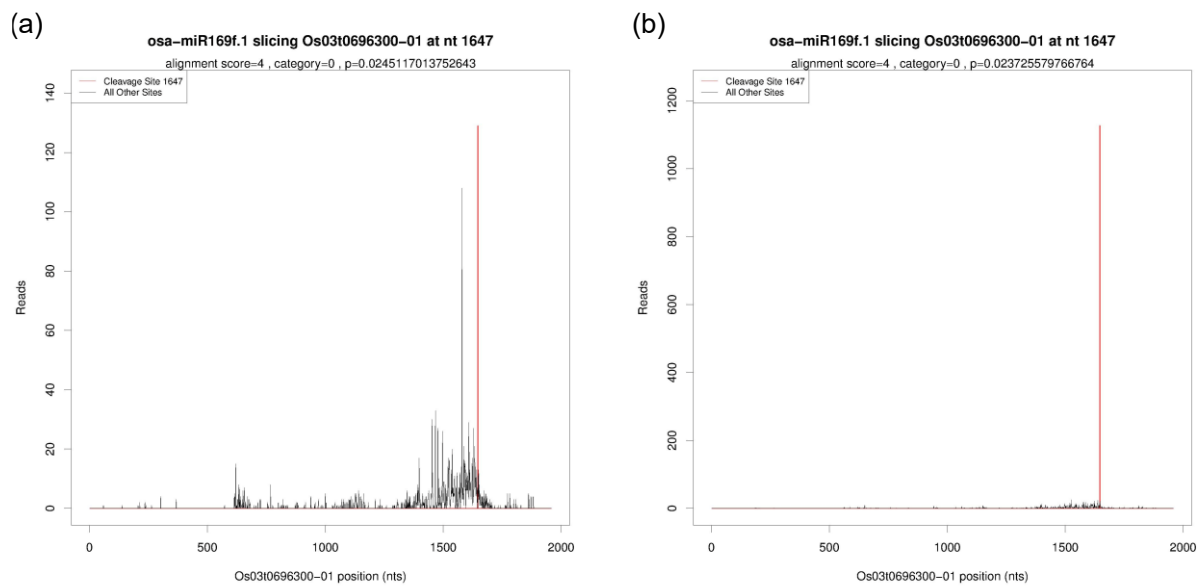 (a)
osa−miR169f.1 slicing Os03t0696300−01 at nt 1647
alignment score=4 , category=0 , p=0.0245117013752643
Cleavage Site 1647
All Other Sites
140
120
100
80
60
40
20
0
Reads
0 500 1000 1500 2000
Os03t0696300−01 position (nts)
(b)
osa−miR169f.1 slicing Os03t0696300−01 at nt 1647
alignment score=4 , category=0 , p=0.023725579766764
Cleavage Site 1647
All Other Sites
1200
1000
800
600
400
200
0
Reads
0 500 1000 1500 2000
Os03t0696300−01 position (nts)